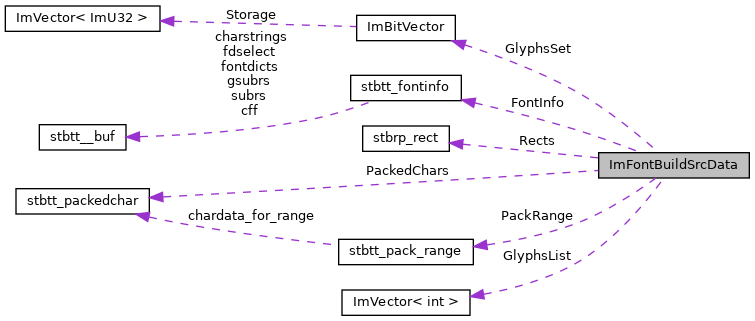 ImVector< ImU32 >
Storage
ImBitVector
charstrings
fdselect
fontdicts
gsubrs
subrs
cff
GlyphsSet
stbtt_fontinfo
FontInfo
stbtt__buf
stbrp_rect
Rects
ImFontBuildSrcData
PackedChars
stbtt_packedchar
chardata_for_range
PackRange
stbtt_pack_range
GlyphsList
ImVector< int >